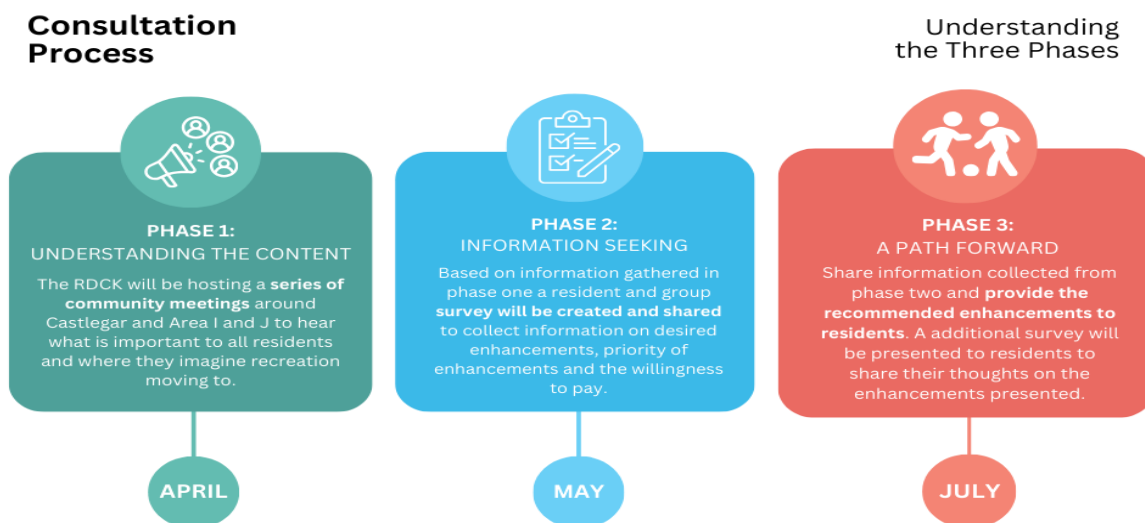 Consultation
Process
Understanding
the Three Phases
PHASE 1:
UNDERSTANDING THE CONTENT
The RDCK will be hosting a series of
community meetings around
Castlegar and Area I and J to hear
what is important to all residents
and where they imagine recreation
moving to.
APRIL
PHASE 2:
INFORMATION SEEKING
Based on information gathered in
phase one a resident and group
survey will be created and shared
to collect information on desired
enhancements, priority of
enhancements and the willingness
to pay.
MAY
PHASE 3:
A PATH FORWARD
Share information collected from
phase two and provide the
recommended enhancements to
residents. A additional survey will
be presented to residents to
share their thoughts on the
enhancements presented.
JULY